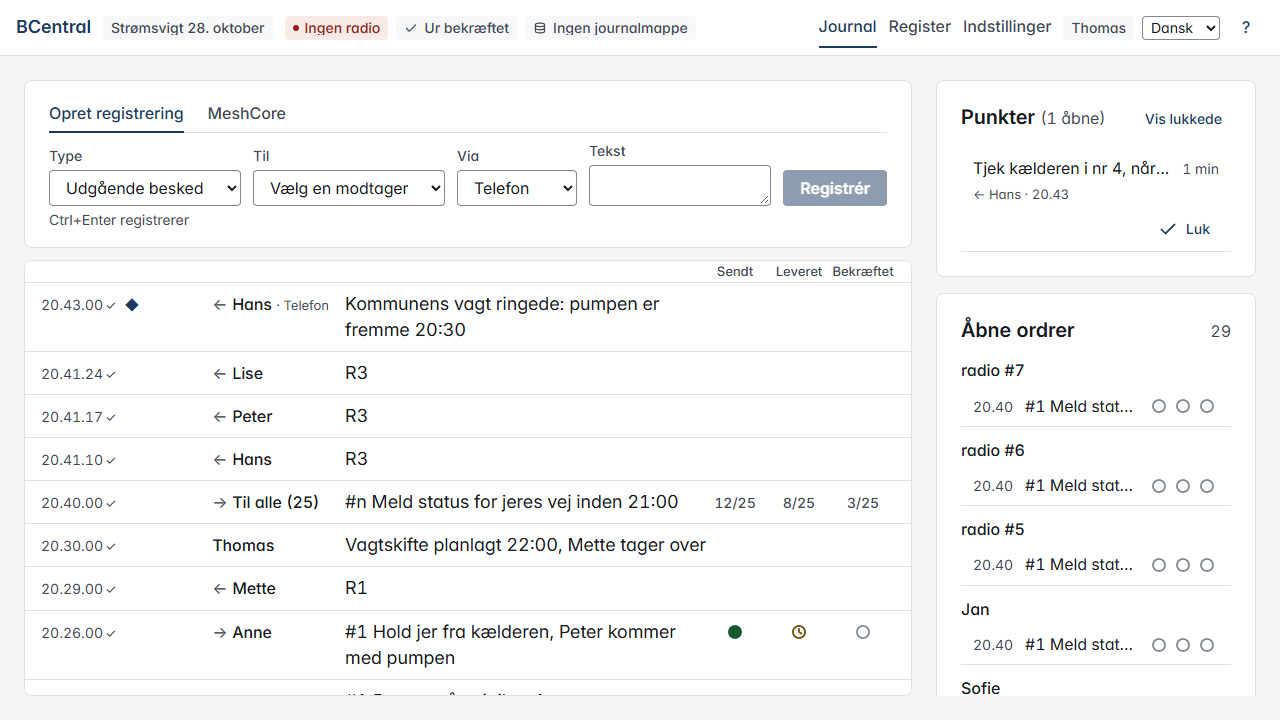 BCentral Strømsvigt 28. oktober Ingen radio Ur bekræftet Ingen journalmappe Journal Register Indstillinger Thomas Dansk ?
Opret registrering MeshCore
Type Til Via Tekst
Udgående besked Vælg en modtager Telefon Registrér
Ctrl+Enter registrerer
Sendt Leveret Bekræftet
20.43.00 ✓ ◆ ← Hans · Telefon Kommunens vagt ringede: pumpen er
fremme 20:30
20.41.24 ✓ ← Lise R3
20.41.17 ✓ ← Peter R3
20.41.10 ✓ ← Hans R3
20.40.00 ✓ → Til alle (25) #n Meld status for jeres vej inden 21:00 12/25 8/25 3/25
20.30.00 ✓ Thomas Vagtskifte planlagt 22:00, Mette tager over
20.29.00 ✓ ← Mette R1
20.26.00 ✓ → Anne #1 Hold jer fra kælderen, Peter kommer
med pumpen
Punkter (1 åbne) Vis lukkede
Tjek kælderen i nr 4, når... 1 min
← Hans · 20.43
✓ Luk
Åbne ordrer 29
radio #7
20.40 #1 Meld stat...
radio #6
20.40 #1 Meld stat...
radio #5
20.40 #1 Meld stat...
Jan
20.40 #1 Meld stat...
Sofie